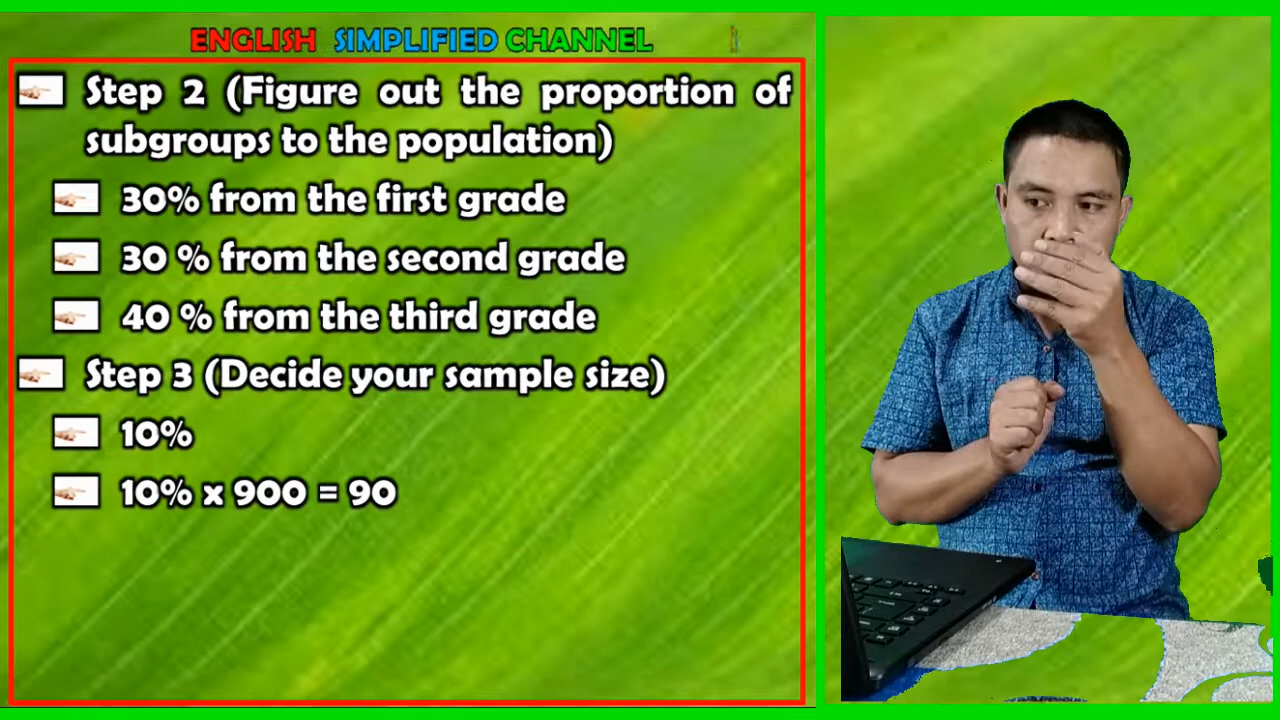 ENGLISH SIMPLIFIED CHANNEL
Step 2 (Figure out the proportion of
subgroups to the population)
30% from the first grade
30 % from the second grade
40 % from the third grade
Step 3 (Decide your sample size)
10%
10% x 900 = 90